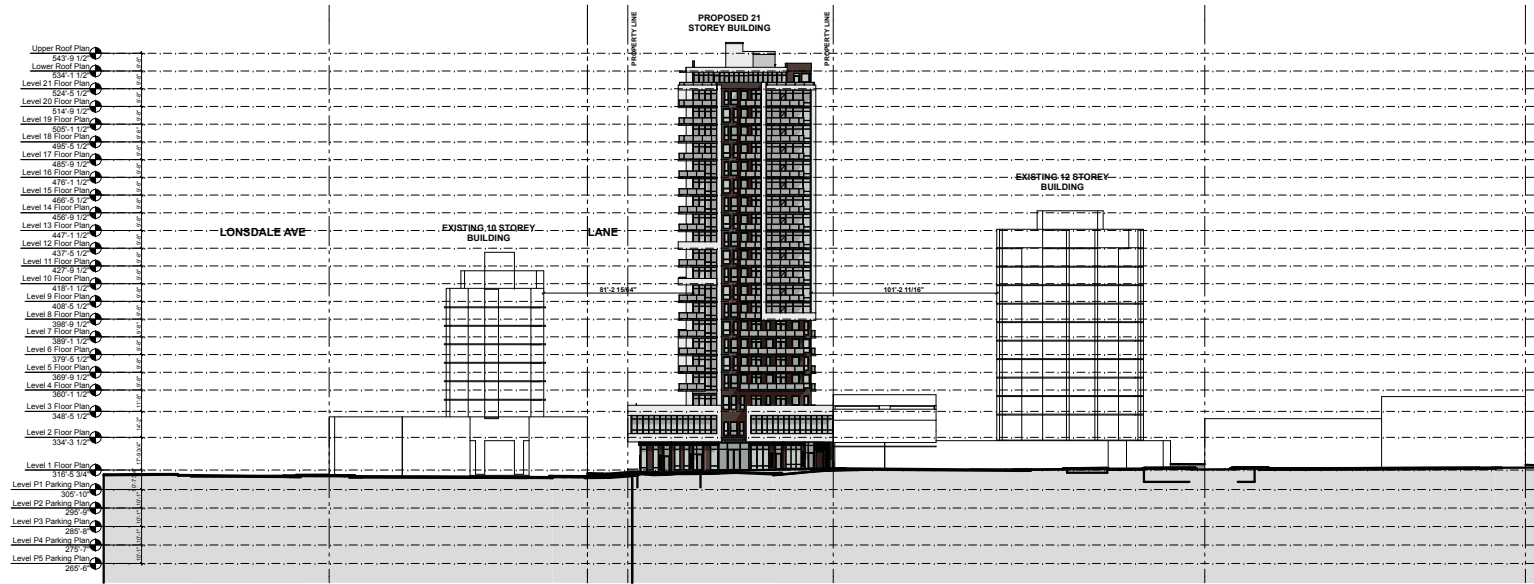 PROPOSED 21
STOREY BUILDING
PROPERTY LINE
PROPERTY LINE
Upper Roof Plan
543'-9 1/2"
Lower Roof Plan
534'-1 1/2"
Level 21 Floor Plan
524'-5 1/2"
Level 20 Floor Plan
514'-9 1/2"
Level 19 Floor Plan
505'-1 1/2"
Level 18 Floor Plan
495'-5 1/2"
Level 17 Floor Plan
485'-9 1/2"
Level 16 Floor Plan
476'-1 1/2"
Level 15 Floor Plan
466'-5 1/2"
Level 14 Floor Plan
456'-9 1/2"
Level 13 Floor Plan
447'-1 1/2"
Level 12 Floor Plan
437'-5 1/2"
Level 11 Floor Plan
427'-9 1/2"
Level 10 Floor Plan
418'-1 1/2"
Level 9 Floor Plan
408'-5 1/2"
Level 8 Floor Plan
398'-9 1/2"
Level 7 Floor Plan
389'-1 1/2"
Level 6 Floor Plan
379'-5 1/2"
Level 5 Floor Plan
369'-9 1/2"
Level 4 Floor Plan
360'-1 1/2"
Level 3 Floor Plan
348'-5 1/2"
Level 2 Floor Plan
334'-3 1/2"
Level 1 Floor Plan
316'-5 3/4"
Level P1 Parking Plan
305'-10"
Level P2 Parking Plan
295'-9"
Level P3 Parking Plan
285'-8"
Level P4 Parking Plan
275'-7"
Level P5 Parking Plan
265'-6"
LONSDALE AVE
EXISTING 10 STOREY
BUILDING
LANE
EXISTING 12 STOREY
BUILDING
81'-2 15/64"
101'-2 11/16"